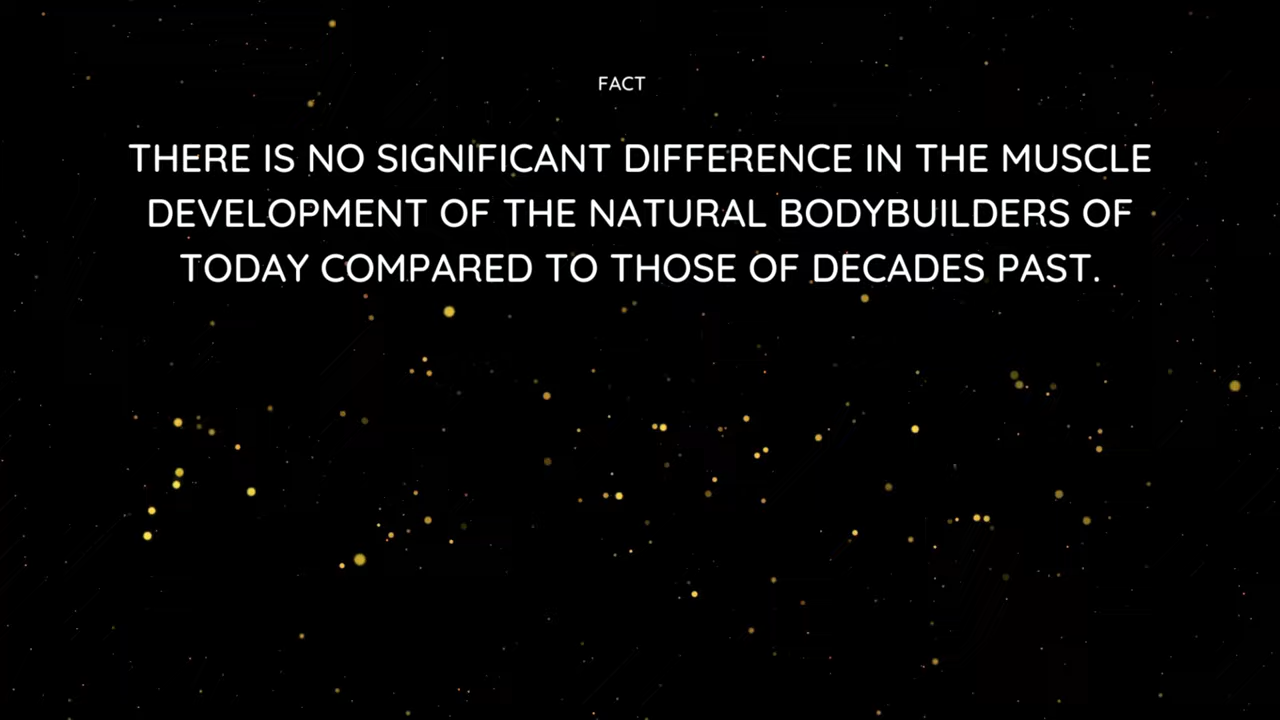 FACT
THERE IS NO SIGNIFICANT DIFFERENCE IN THE MUSCLE
DEVELOPMENT OF THE NATURAL BODYBUILDERS OF
TODAY COMPARED TO THOSE OF DECADES PAST.